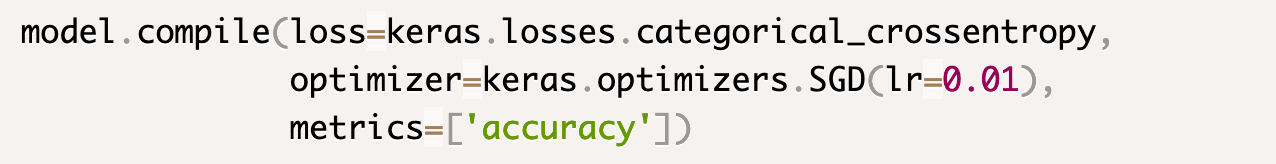 model.compile(loss=keras.losses.categorical_crossentropy,
              optimizer=keras.optimizers.SGD(lr=0.01),
              metrics=['accuracy'])